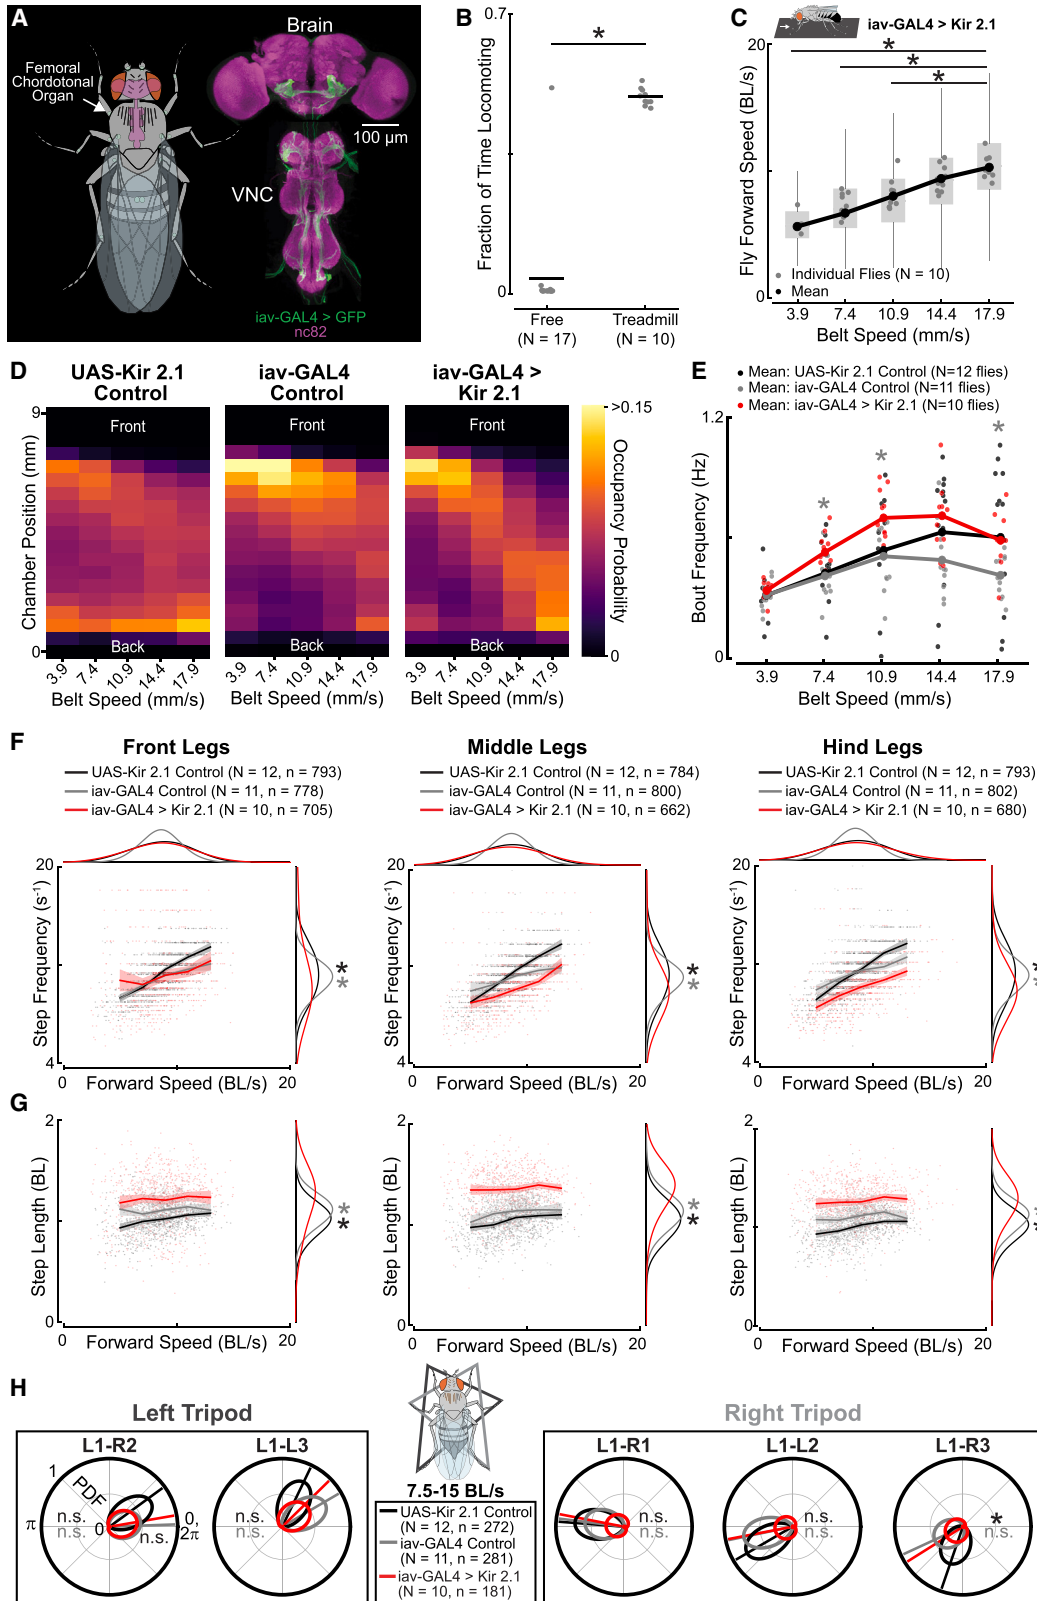 A
Brain
Femoral
Chordotonal
Organ
100 µm
VNC
iav-GAL4 > GFP
nc82
B
0.7
*
Fraction of Time Locomoting
0
Free
(N = 17)
Treadmill
(N = 10)
C
iav-GAL4 > Kir 2.1
*
*
*
20
Fly Forward Speed (BL/s)
0
Individual Flies (N = 10)
Mean
3.9 7.4 10.9 14.4 17.9
Belt Speed (mm/s)
D
UAS-Kir 2.1
Control
iav-GAL4
Control
iav-GAL4 >
Kir 2.1
9
Chamber Position (mm)
0
Front
Back
Front
Back
Front
Back
3.9 7.4 10.9 14.4 17.9
Belt Speed (mm/s)
3.9 7.4 10.9 14.4 17.9
Belt Speed (mm/s)
3.9 7.4 10.9 14.4 17.9
Belt Speed (mm/s)
>0.15
Occupancy Probability
0
E
Mean: UAS-Kir 2.1 Control (N=12 flies)
Mean: iav-GAL4 Control (N=11 flies)
Mean: iav-GAL4 > Kir 2.1 (N=10 flies)
1.2
* * *
Bout Frequency (Hz)
0
3.9 7.4 10.9 14.4 17.9
Belt Speed (mm/s)
F
Front Legs
UAS-Kir 2.1 Control (N = 12, n = 793)
iav-GAL4 Control (N = 11, n = 778)
iav-GAL4 > Kir 2.1 (N = 10, n = 705)
20
Step Frequency (s⁻¹)
4
*
*
0 20
Forward Speed (BL/s)
Middle Legs
UAS-Kir 2.1 Control (N = 12, n = 784)
iav-GAL4 Control (N = 11, n = 800)
iav-GAL4 > Kir 2.1 (N = 10, n = 662)
20
Step Frequency (s⁻¹)
4
*
*
0 20
Forward Speed (BL/s)
Hind Legs
UAS-Kir 2.1 Control (N = 12, n = 793)
iav-GAL4 Control (N = 11, n = 802)
iav-GAL4 > Kir 2.1 (N = 10, n = 680)
20
Step Frequency (s⁻¹)
4
*
*
0 20
Forward Speed (BL/s)
G
2
Step Length (BL)
0
*
*
0 20
Forward Speed (BL/s)
2
Step Length (BL)
0
*
*
0 20
Forward Speed (BL/s)
2
Step Length (BL)
0
*
*
0 20
Forward Speed (BL/s)
H
Left Tripod
L1-R2
1
PDF
0
π
n.s.
n.s.
n.s.
0,
2π
L1-L3
n.s.
n.s.
7.5-15 BL/s
UAS-Kir 2.1 Control
(N = 12, n = 272)
iav-GAL4 Control
(N = 11, n = 281)
iav-GAL4 > Kir 2.1
(N = 10, n = 181)
Right Tripod
L1-R1
n.s.
n.s.
L1-L2
n.s.
n.s.
L1-R3
*
n.s.